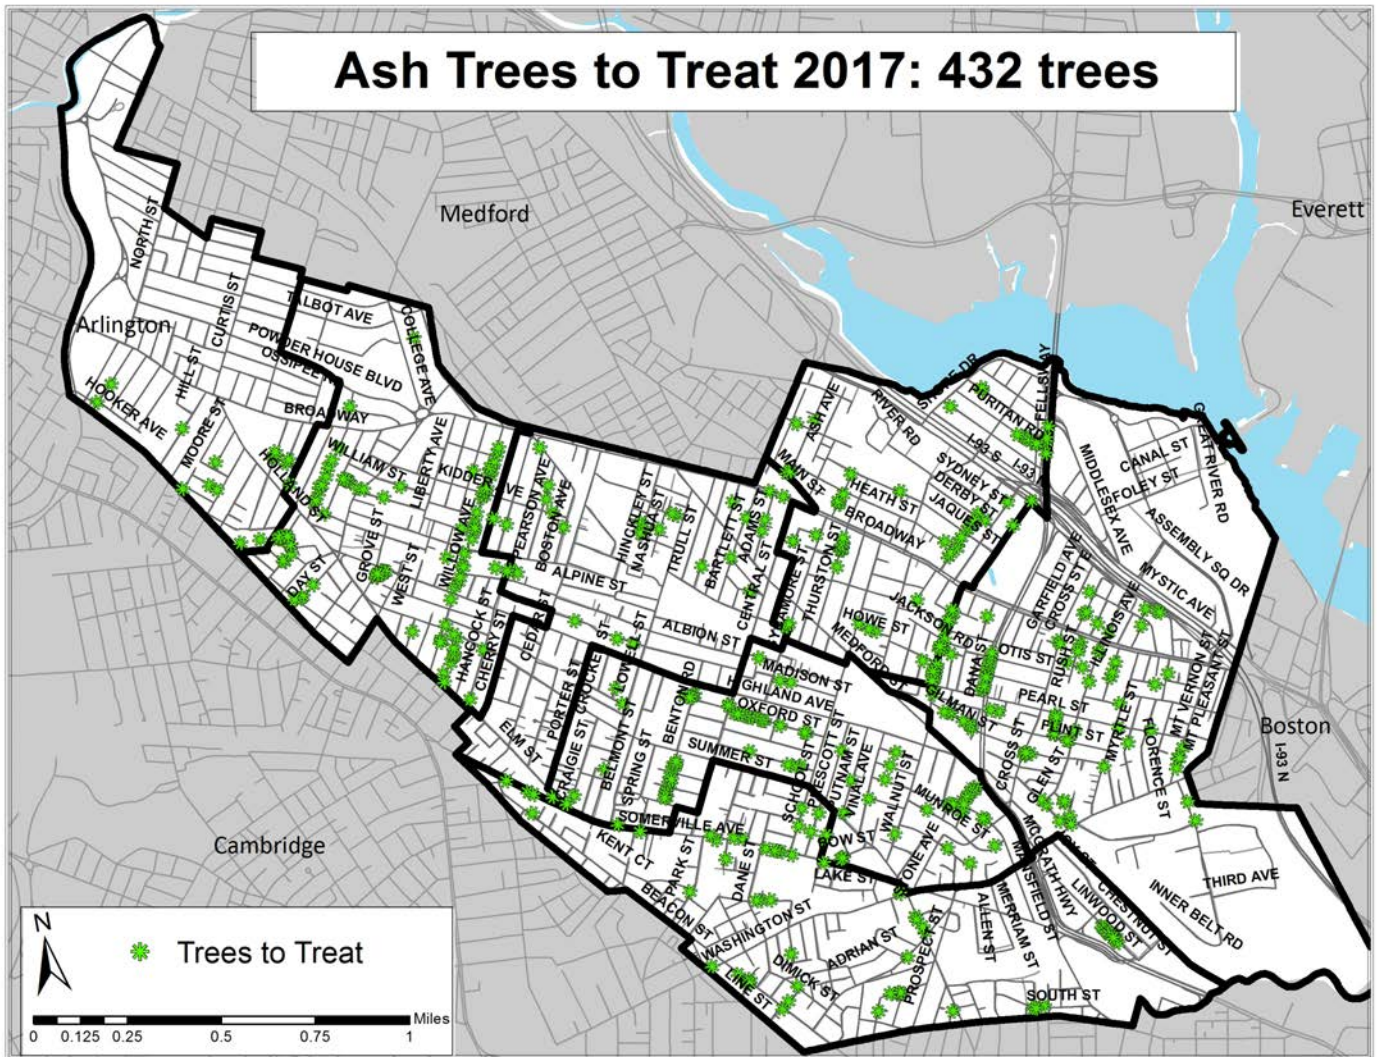 Ash Trees to Treat 2017: 432 trees
Medford
Everett
Arlington
Cambridge
Boston
NORTH ST
CURTIS ST
TALBOT AVE
COLLEGE AVE
POWDER HOUSE BLVD
HILL ST
HOOKER AVE
MOORE ST
BROADWAY
HOLLAND ST
WILLIAM ST
LIBERTY AVE
KIDDER AVE
WILLOW AVE
GROVE ST
WEST ST
DAY ST
PEARSON AVE
BOSTON AVE
HINCKLEY ST
NASHUA ST
TRULL ST
BARTLETT ST
ADAMS ST
CENTRAL ST
ALPINE ST
ALBION ST
HANCOCK ST
CHERRY ST
CEDAR ST
ELM ST
PORTER ST
LOWELL ST
CRAIGIE ST
BELMONT ST
SPRING ST
BENTON RD
MADISON ST
OXFORD ST
SUMMER ST
SCHOOL ST
PRESCOTT ST
PUTNAM ST
VINAL AVE
WALNUT ST
MUNROE ST
SOMERVILLE AVE
KENT CT
PARK ST
DANE ST
BEACON ST
WASHINGTON ST
LINE ST
DIMICK ST
ADRIAN ST
PROSPECT ST
LAKE ST
ALLEN ST
MERRIAM ST
MANSFIELD ST
MCGRATH HWY
LINWOOD ST
CHESTNUT ST
SOUTH ST
INNER BELT RD
THIRD AVE
ASH AVE
MAIN ST
RIVER RD
PURITAN RD
FELLSWAY
I-93 S
SYDNEY ST
DERBY ST
JAQUES ST
HEATH ST
BROADWAY
THURSTON ST
HOWE ST
JACKSON RD
MEDFORD ST
GILMAN ST
DANA ST
OTIS ST
PEARL ST
FLINT ST
CROSS ST
GLEN ST
RUSH ST
GARFIELD AVE
CROSS ST E
ILLINOIS AVE
MYRTLE ST
FLORENCE ST
MT VERNON ST
MT PLEASANT ST
MIDDLESEX AVE
CANAL ST
FOLEY ST
GREAT RIVER RD
ASSEMBLY SQ DR
MYSTIC AVE
I-93 N
N
Trees to Treat
0 0.125 0.25 0.5 0.75 1
Miles